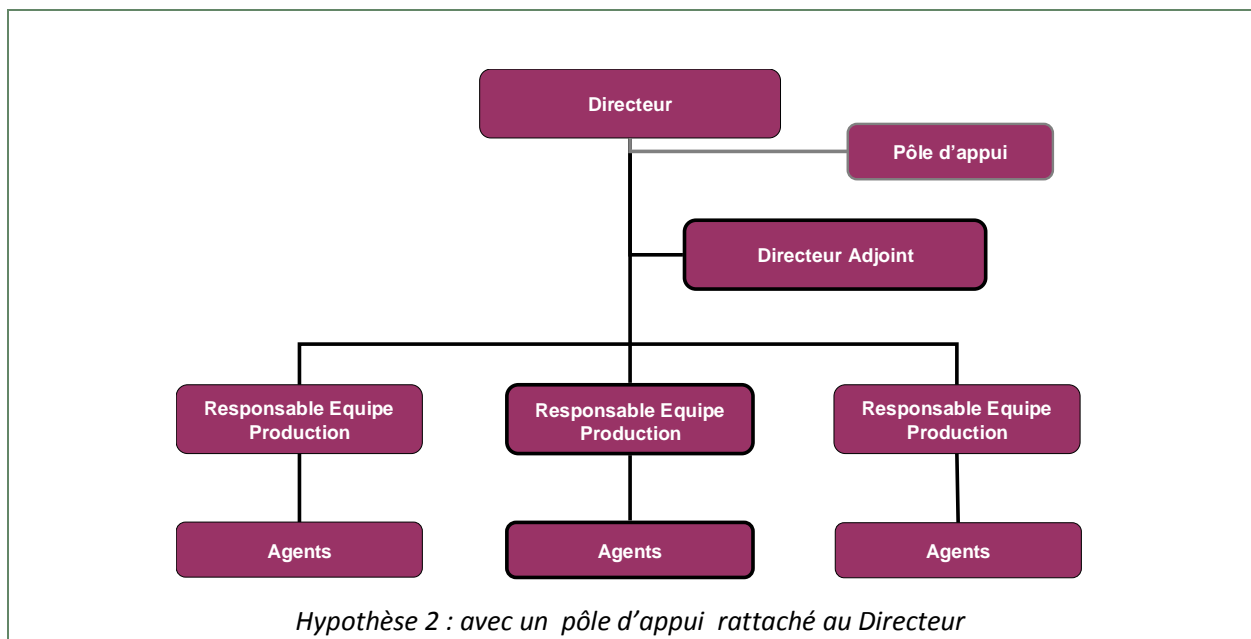 Directeur
Pôle d’appui
Directeur Adjoint
Responsable Equipe
Production
Responsable Equipe
Production
Responsable Equipe
Production
Agents
Agents
Agents
Hypothèse 2 : avec un pôle d’appui rattaché au Directeur